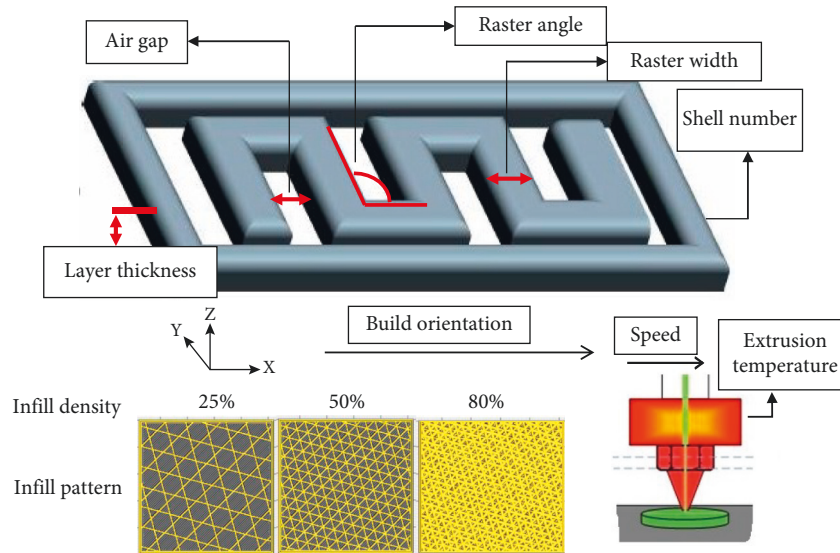 Air gap
Raster angle
Raster width
Shell number
Layer thickness
Z
Y
X
Build orientation
Speed
Extrusion
temperature
Infill density
25%
50%
80%
Infill pattern